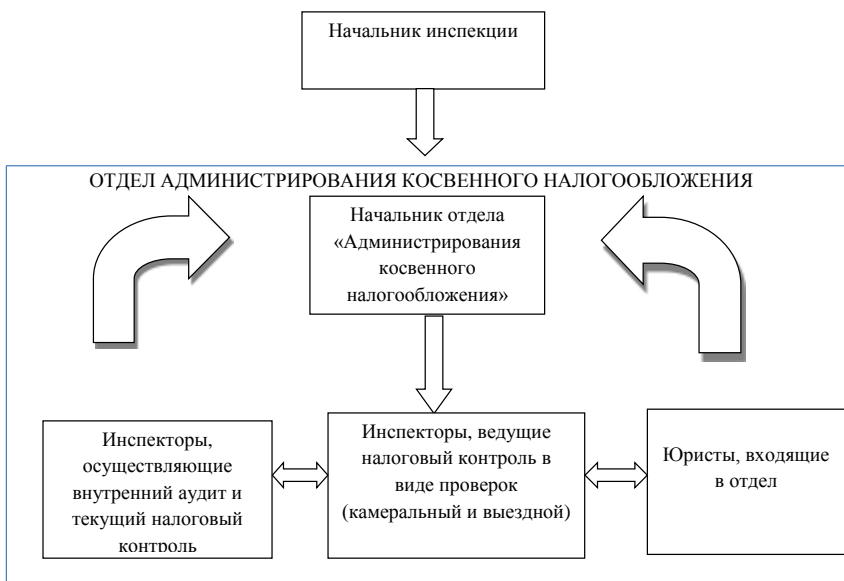 Начальник инспекции
ОТДЕЛ АДМИНИСТРИРОВАНИЯ КОСВЕННОГО НАЛОГООБЛОЖЕНИЯ
Начальник отдела
«Администрирования
косвенного
налогообложения»
Инспекторы,
осуществляющие
внутренний аудит и
текущий налоговый
контроль
Инспекторы, ведущие
налоговый контроль в
виде проверок
(камеральный и выездной)
Юристы, входящие
в отдел